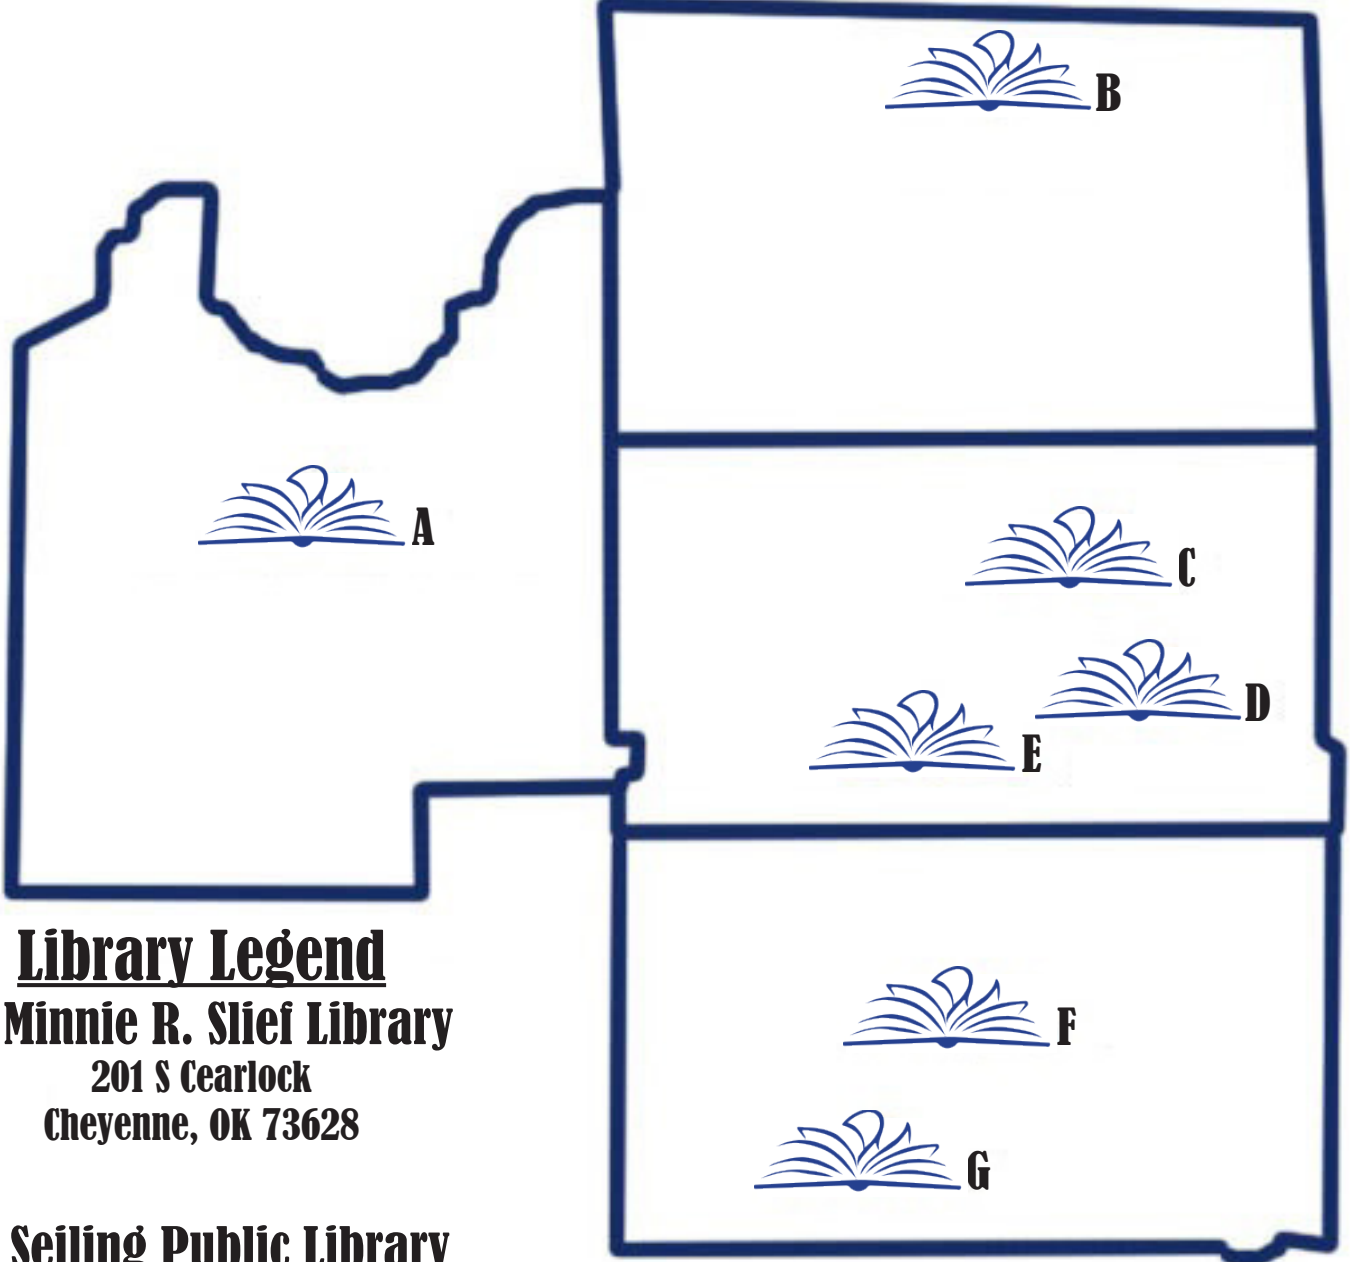 B
A
C
D
E
F
G
Library Legend
Minnie R. Slief Library
201 S Cearlock
Cheyenne, OK 73628
Seiling Public Library